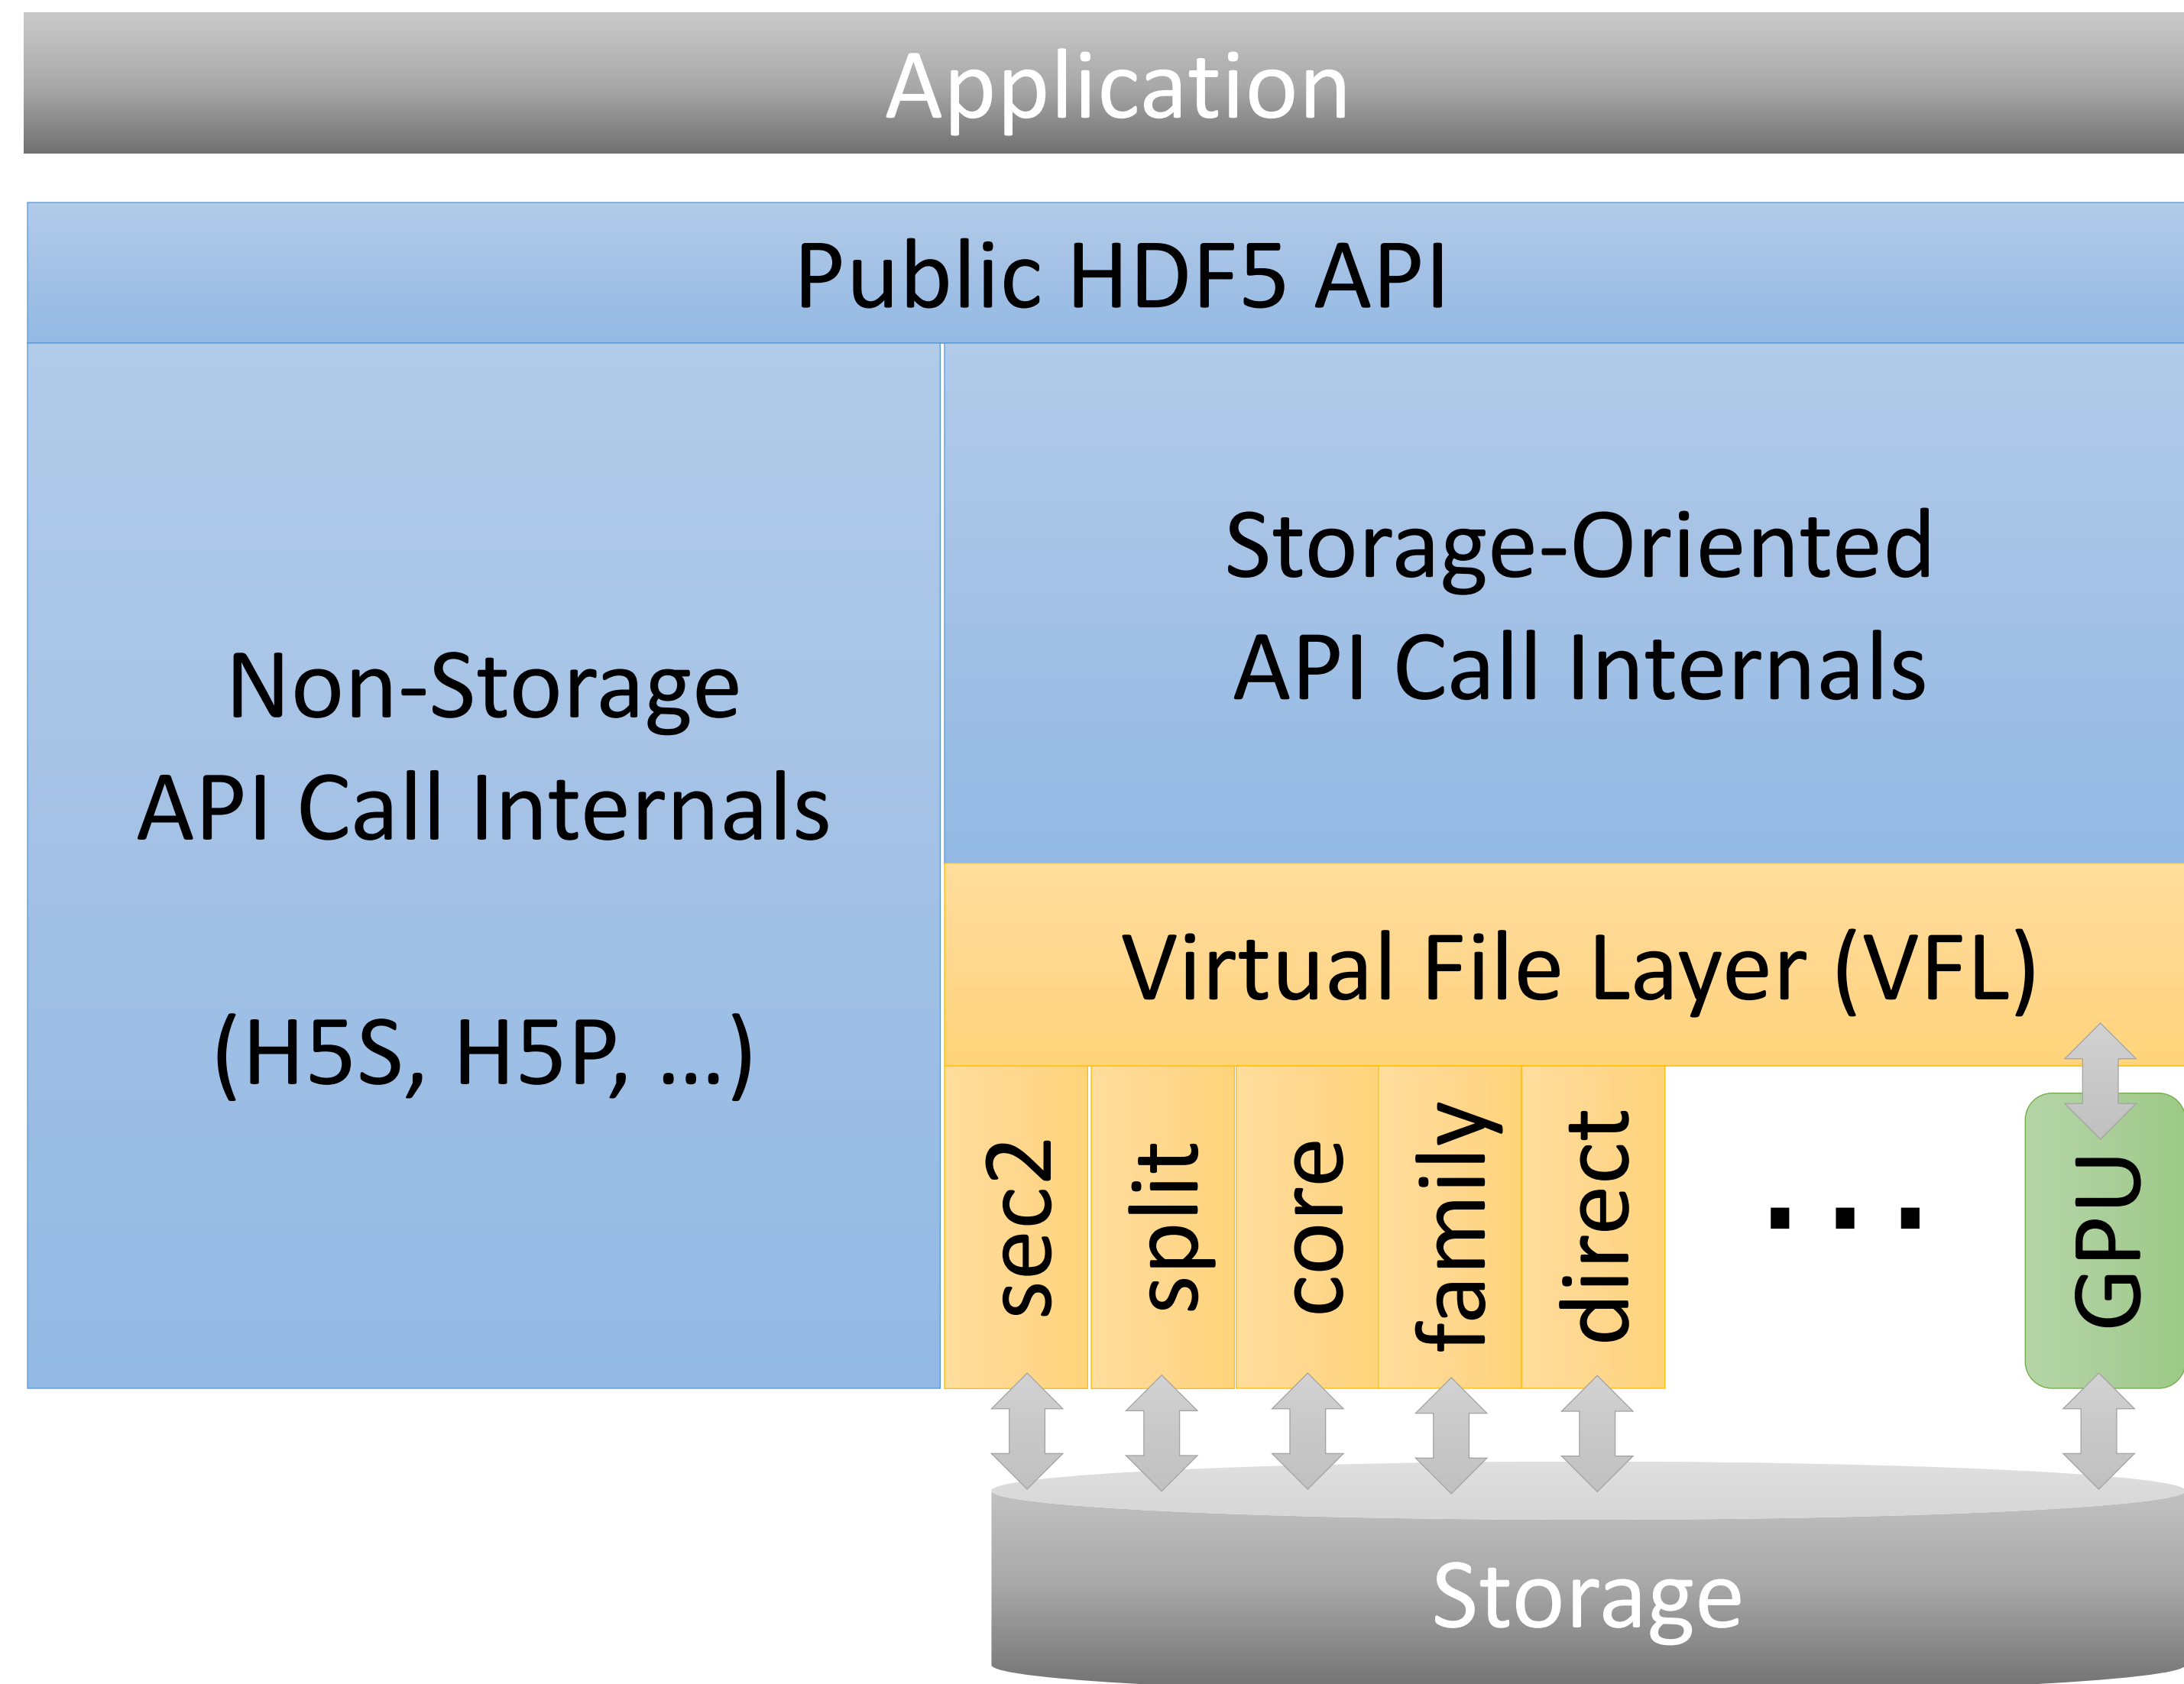 Application
Public HDF5 API
Non-Storage
API Call Internals
(H5S, H5P, ...)
Storage-Oriented
API Call Internals
Virtual File Layer (VFL)
sec2
split
core
family
direct
...
GPU
Storage